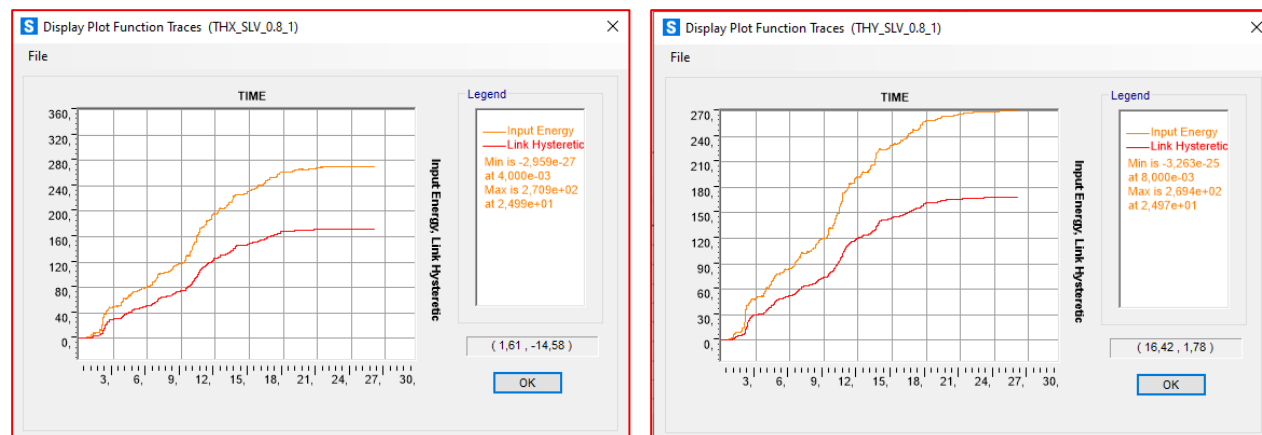 Display Plot Function Traces (THX_SLV_0.8_1)
File
TIME
360,
320,
280,
240,
200,
160,
120,
80,
40,
0,
3, 6, 9, 12, 15, 18, 21, 24, 27, 30,
Input Energy, Link Hysteretic
Legend
Input Energy
Link Hysteretic
Min is -2,959e-27
at 4,000e-03
Max is 2,709e+02
at 2,499e+01
( 1,61 , -14,58 )
OK
Display Plot Function Traces (THY_SLV_0.8_1)
File
TIME
270,
240,
210,
180,
150,
120,
90,
60,
30,
0,
3, 6, 9, 12, 15, 18, 21, 24, 27, 30,
Input Energy, Link Hysteretic
Legend
Input Energy
Link Hysteretic
Min is -3,263e-25
at 8,000e-03
Max is 2,694e+02
at 2,497e+01
( 16,42 , 1,78 )
OK